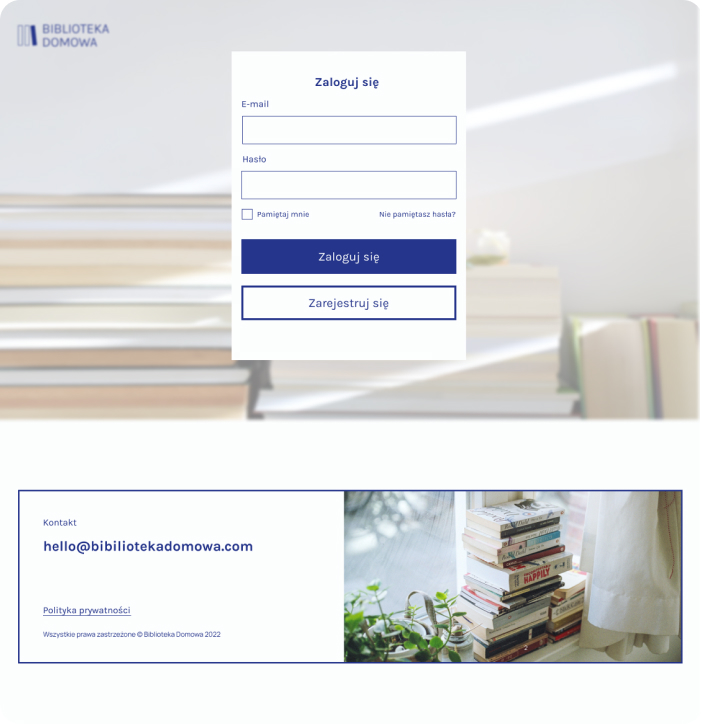 BIBLIOTEKA
DOMOWA
Zaloguj się
E-mail
Hasło
Pamiętaj mnie
Nie pamiętasz hasła?
Zaloguj się
Zarejestruj się
Kontakt
hello@bibiliotekadomowa.com
Polityka prywatności
Wszystkie prawa zastrzeżone © Biblioteka Domowa 2022
HAPPILY